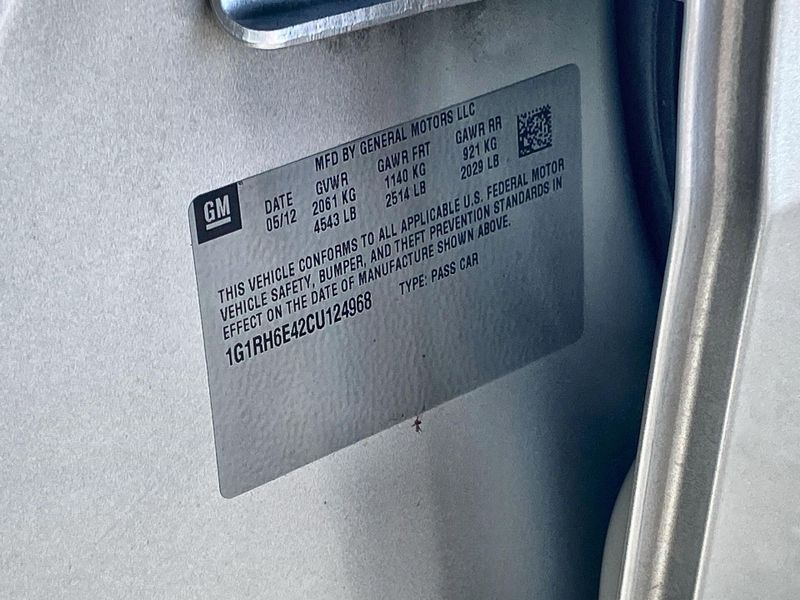 MFD BY GENERAL MOTORS LLC
GM
DATE GVWR GAWR FRT GAWR RR
05/12 2061 KG 1140 KG 921 KG
4543 LB 2514 LB 2029 LB
THIS VEHICLE CONFORMS TO ALL APPLICABLE U.S. FEDERAL MOTOR
VEHICLE SAFETY, BUMPER, AND THEFT PREVENTION STANDARDS IN
EFFECT ON THE DATE OF MANUFACTURE SHOWN ABOVE.
1G1RH6E42CU124968 TYPE: PASS CAR